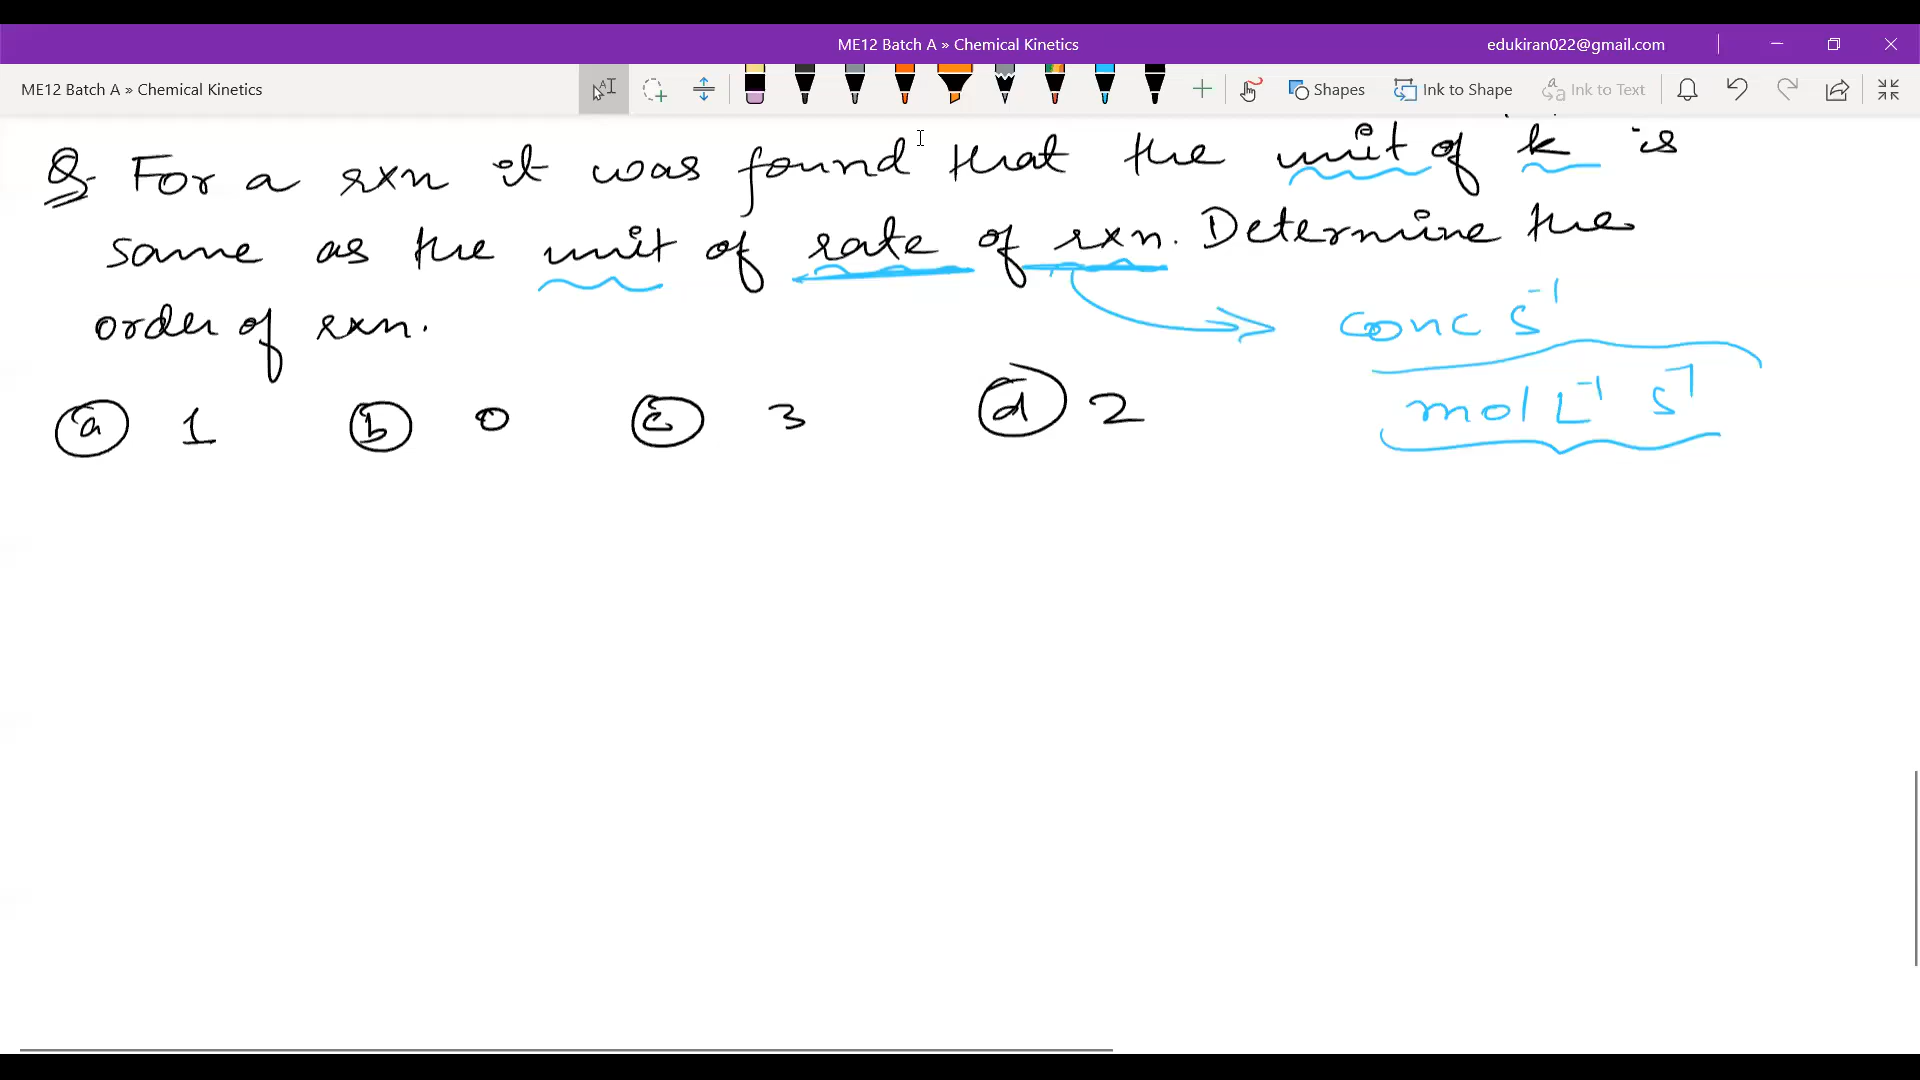 ME12 Batch A » Chemical Kinetics
edukiran022@gmail.com
ME12 Batch A » Chemical Kinetics
Shapes
Ink to Shape
Ink to Text
Q. For a rxn it was found that the unit of k is
same as the unit of rate of rxn. Determine the
order of rxn.
conc s⁻¹
mol L⁻¹ s⁻¹
(a) 1 (b) 0 (c) 3 (d) 2